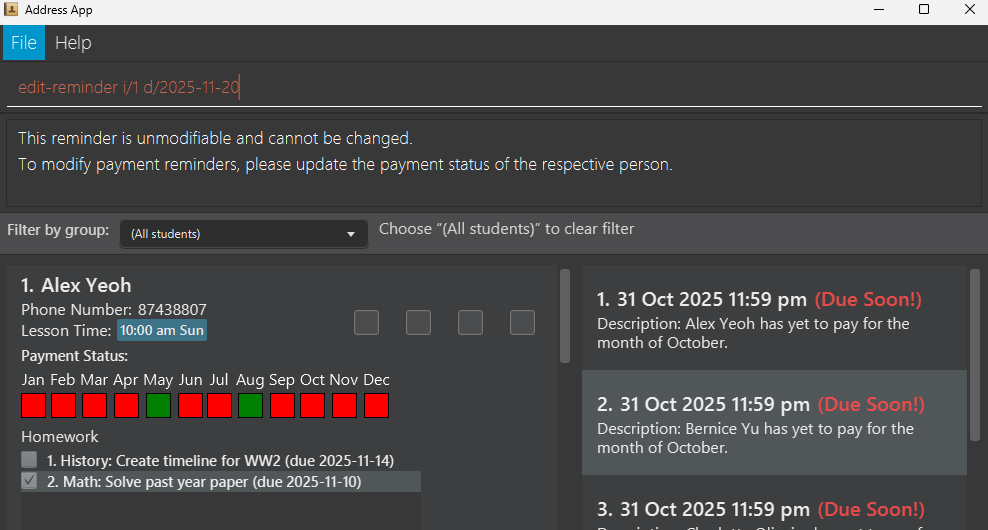 Address App
File Help
edit-reminder i/1 d/2025-11-20
This reminder is unmodifiable and cannot be changed.
To modify payment reminders, please update the payment status of the respective person.
Filter by group: (All students) Choose “(All students)” to clear filter
1. Alex Yeoh
Phone Number: 87438807
Lesson Time: 10:00 am Sun
Payment Status:
Jan Feb Mar Apr May Jun Jul Aug Sep Oct Nov Dec
Homework
1. History: Create timeline for WW2 (due 2025-11-14)
2. Math: Solve past year paper (due 2025-11-10)
1. 31 Oct 2025 11:59 pm (Due Soon!)
Description: Alex Yeoh has yet to pay for the
month of October.
2. 31 Oct 2025 11:59 pm (Due Soon!)
Description: Bernice Yu has yet to pay for the
month of October.
3. 31 Oct 2025 11:59 pm (Due Soon!)